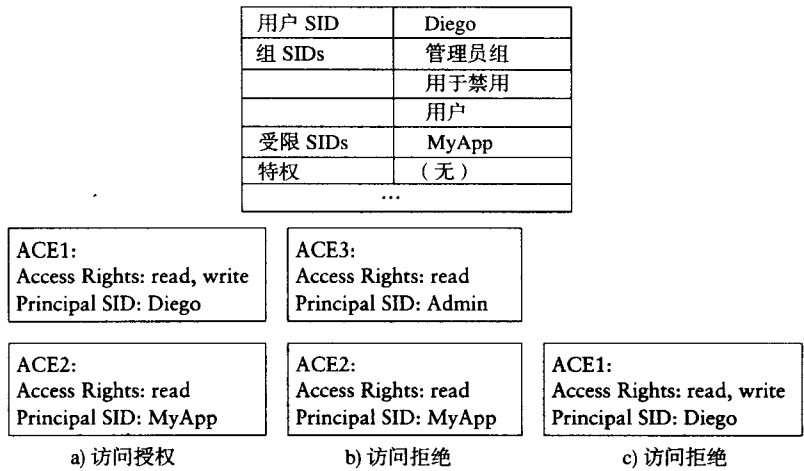 用户 SID Diego
组 SIDs 管理员组
用于禁用
用户
受限 SIDs MyApp
特权 （无）
…
ACE1:
Access Rights: read, write
Principal SID: Diego
ACE3:
Access Rights: read
Principal SID: Admin
ACE2:
Access Rights: read
Principal SID: MyApp
ACE2:
Access Rights: read
Principal SID: MyApp
ACE1:
Access Rights: read, write
Principal SID: Diego
a) 访问授权
b) 访问拒绝
c) 访问拒绝